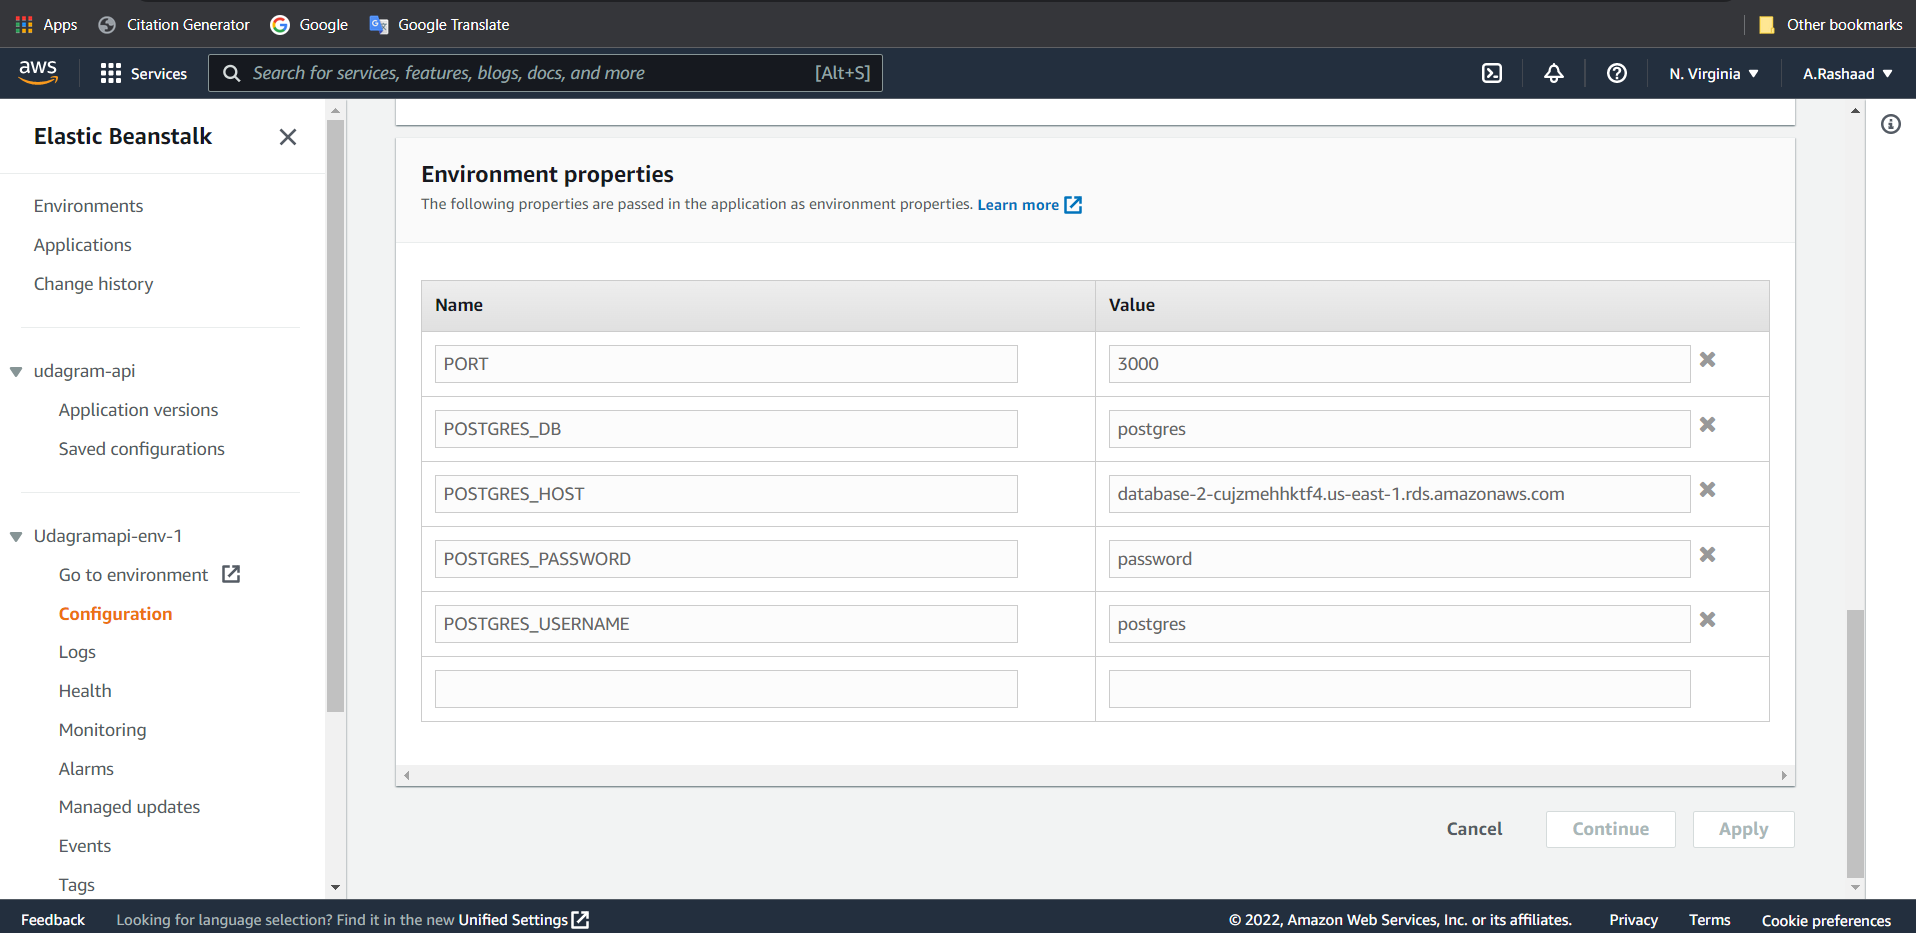 Apps
Citation Generator
Google
Google Translate
Other bookmarks
aws
Services
Search for services, features, blogs, docs, and more
[Alt+S]
N. Virginia
A.Rashaad
Elastic Beanstalk
Environments
Applications
Change history
udagram-api
Application versions
Saved configurations
Udagramapi-env-1
Go to environment
Configuration
Logs
Health
Monitoring
Alarms
Managed updates
Events
Tags
Environment properties
The following properties are passed in the application as environment properties. Learn more
Name Value
PORT 3000
POSTGRES_DB postgres
POSTGRES_HOST database-2-cujzmehhktf4.us-east-1.rds.amazonaws.com
POSTGRES_PASSWORD password
POSTGRES_USERNAME postgres
Cancel Continue Apply
Feedback Looking for language selection? Find it in the new Unified Settings © 2022, Amazon Web Services, Inc. or its affiliates. Privacy Terms Cookie preferences